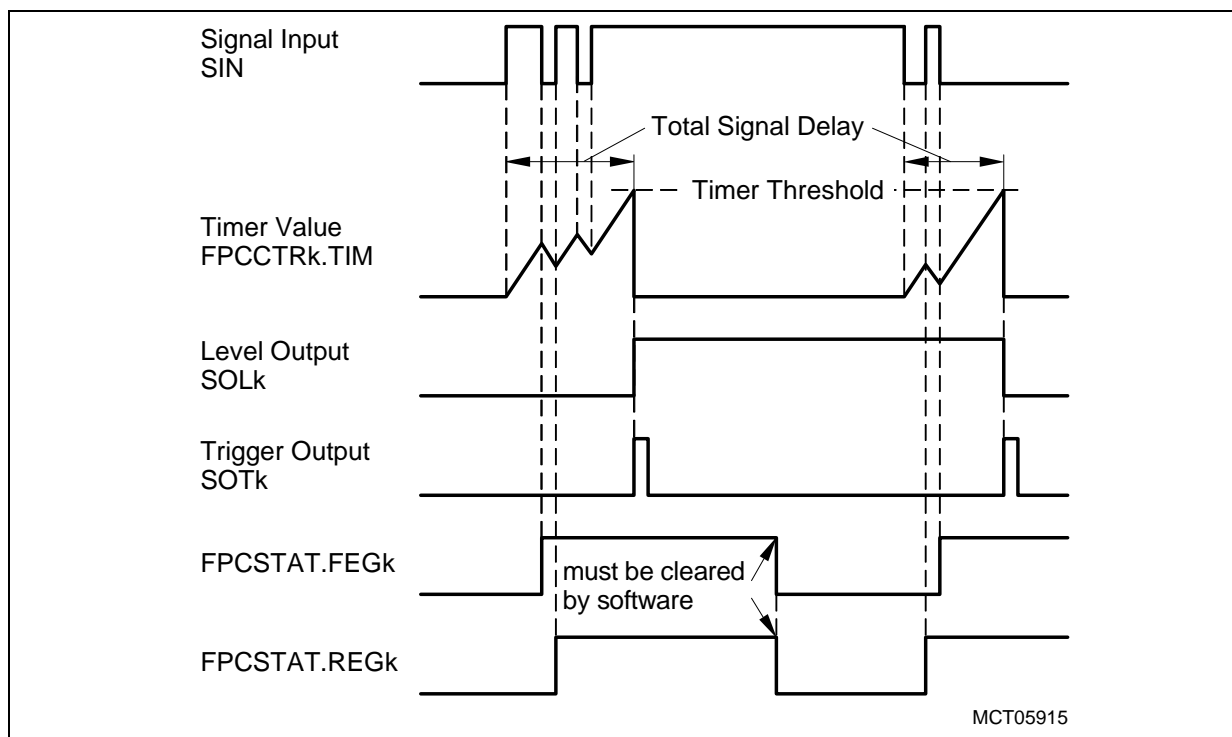 Signal Input
SIN
Total Signal Delay
Timer Threshold
Timer Value
FPCCTRk.TIM
Level Output
SOLk
Trigger Output
SOTk
FPCSTAT.FEGk
must be cleared
by software
FPCSTAT.REGk
MCT05915